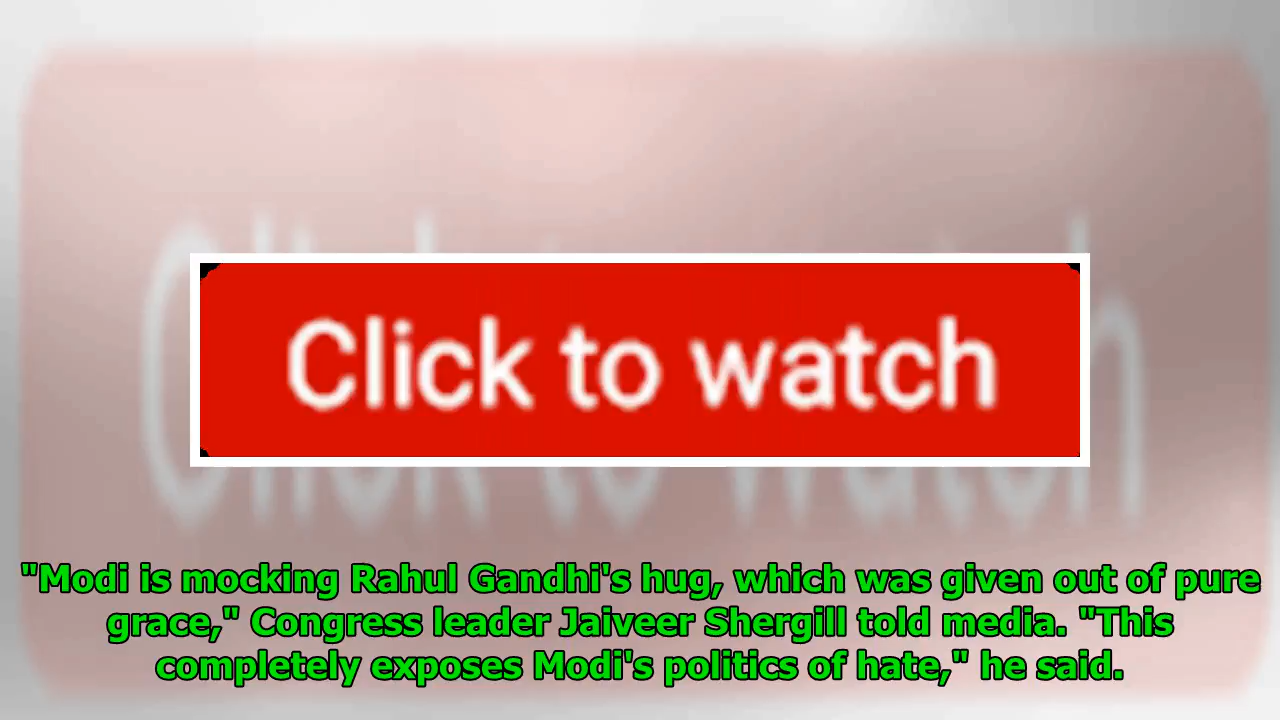 Click to watch
"Modi is mocking Rahul Gandhi's hug, which was given out of pure
grace," Congress leader Jaiveer Shergill told media. "This
completely exposes Modi's politics of hate," he said.